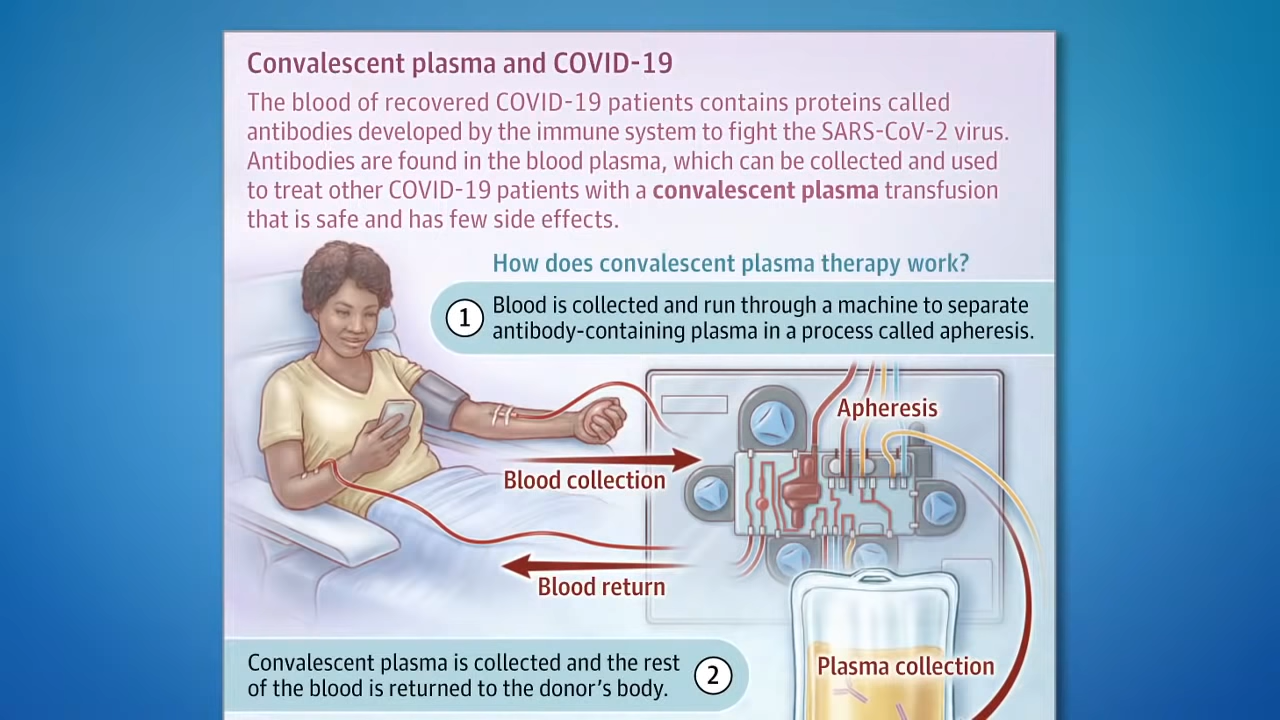 Convalescent plasma and COVID-19
The blood of recovered COVID-19 patients contains proteins called
antibodies developed by the immune system to fight the SARS-CoV-2 virus.
Antibodies are found in the blood plasma, which can be collected and used
to treat other COVID-19 patients with a convalescent plasma transfusion
that is safe and has few side effects.
How does convalescent plasma therapy work?
1 Blood is collected and run through a machine to separate
antibody-containing plasma in a process called apheresis.
Apheresis
Blood collection
Blood return
Plasma collection
Convalescent plasma is collected and the rest
of the blood is returned to the donor’s body.
2